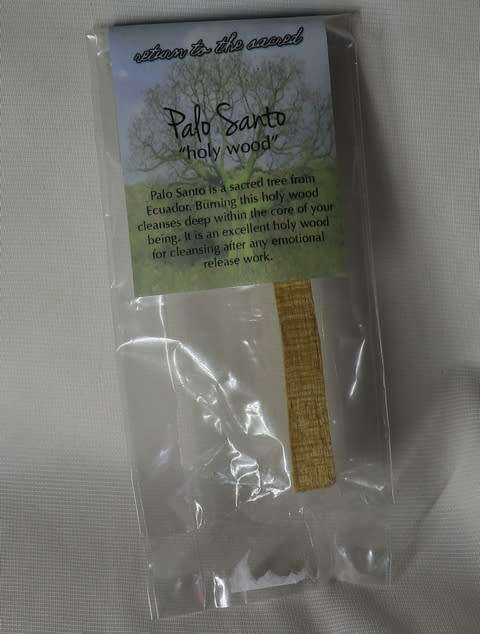 return to the sacred
Palo Santo
"holy wood"
Palo Santo is a sacred tree from
Ecuador. Burning this holy wood
cleanses deep within the core of your
being. It is an excellent holy wood
for cleansing after any emotional
release work.